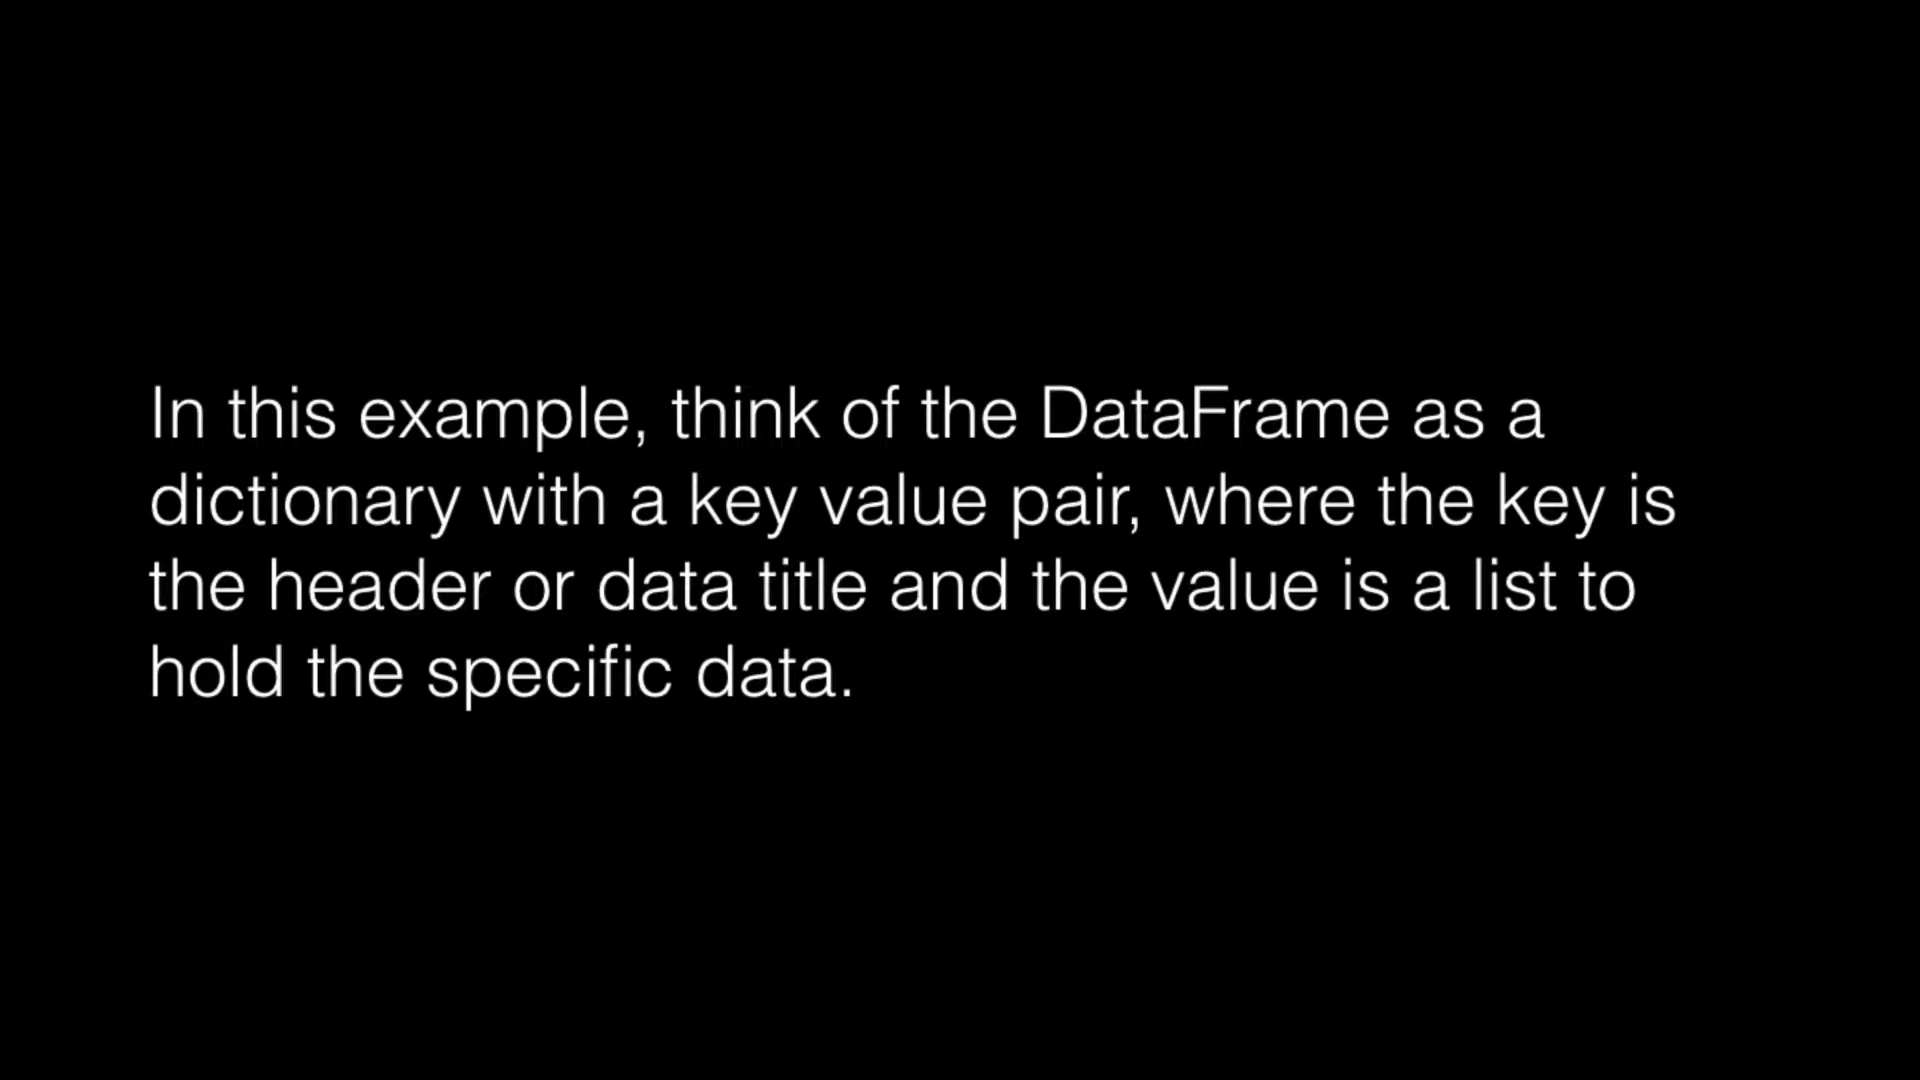 In this example, think of the DataFrame as a
dictionary with a key value pair, where the key is
the header or data title and the value is a list to
hold the specific data.